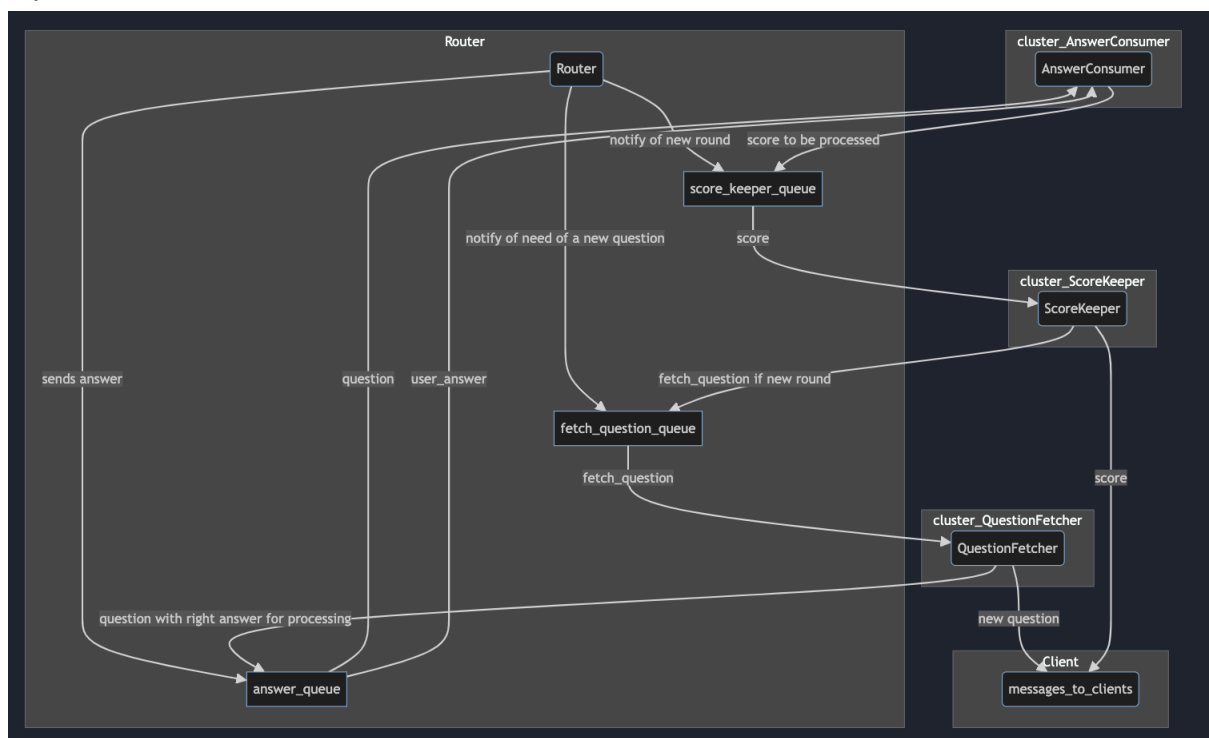 Router
cluster_AnswerConsumer
Router
AnswerConsumer
notify of new round
score to be processed
score_keeper_queue
notify of need of a new question
score
cluster_ScoreKeeper
ScoreKeeper
sends answer
question
user_answer
fetch_question if new round
fetch_question_queue
fetch_question
score
cluster_QuestionFetcher
QuestionFetcher
question with right answer for processing
new question
Client
answer_queue
messages_to_clients